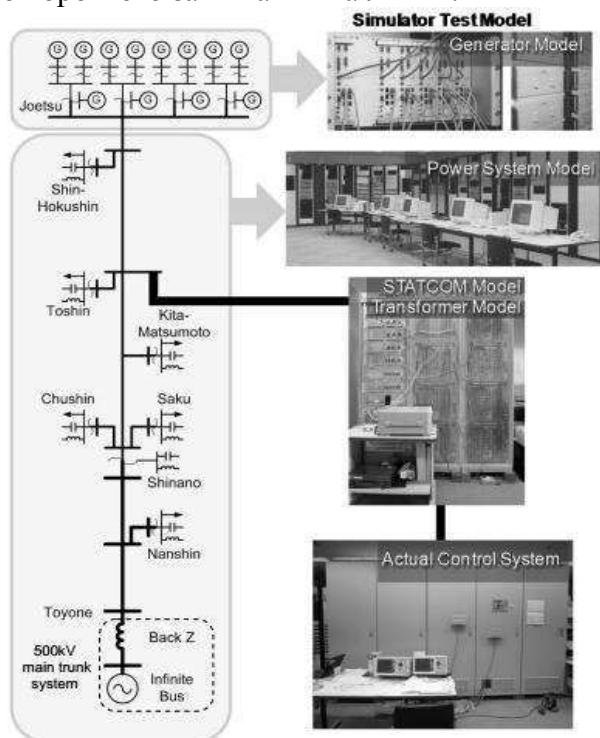 Simulator Test Model
G G G G G G G G
Generator Model
Joetsu
G G G G
Power System Model
Shin-
Hokushin
STATCOM Model
Transformer Model
Toshin
Kita-
Matsumoto
Chushin
Saku
Shinano
Nanshin
Actual Control System
Toyone
500kV
main trunk
system
Back Z
Infinite
Bus